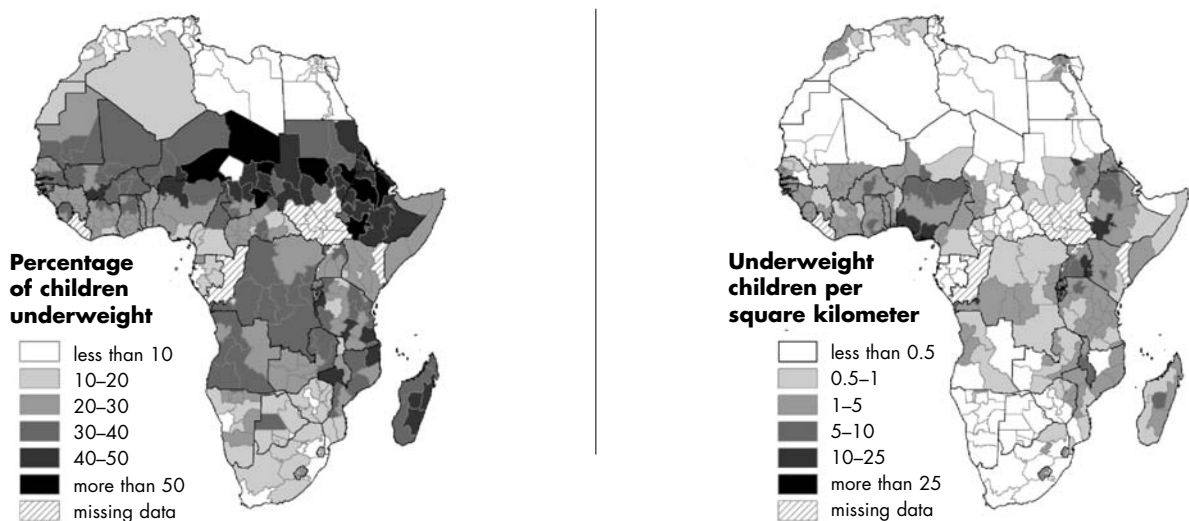 Percentage
of children
underweight
less than 10
10–20
20–30
30–40
40–50
more than 50
missing data
Underweight
children per
square kilometer
less than 0.5
0.5–1
1–5
5–10
10–25
more than 25
missing data